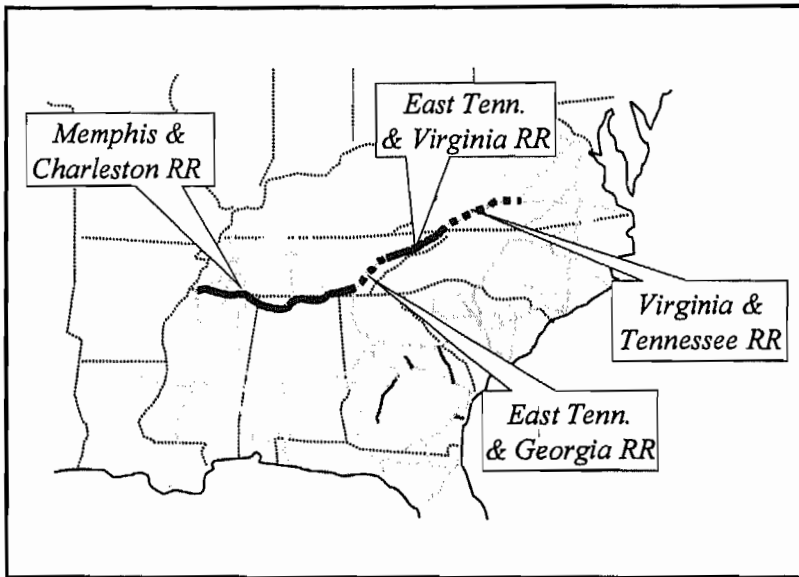 Memphis &
Charleston RR
East Tenn.
& Virginia RR
Virginia &
Tennessee RR
East Tenn.
& Georgia RR